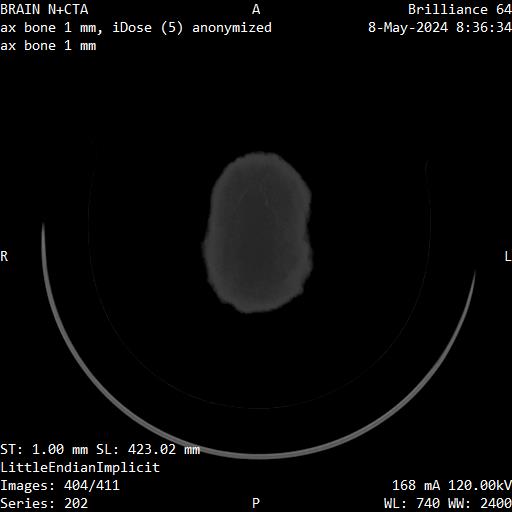 BRAIN N+CTA
A
Brilliance 64
ax bone 1 mm, iDose (5) anonymized
8-May-2024 8:36:34
ax bone 1 mm
R
L
ST: 1.00 mm SL: 423.02 mm
LittleEndianImplicit
Images: 404/411
168 mA 120.00kV
Series: 202
P
WL: 740 WW: 2400